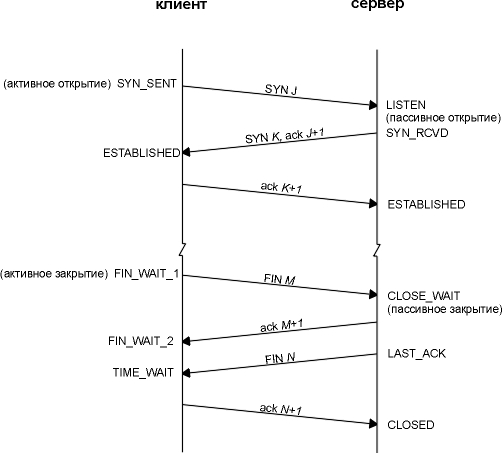 клиент
сервер
(активное открытие) SYN_SENT
SYN J
LISTEN
(пассивное открытие)
SYN K, ack J+1
SYN_RCVD
ESTABLISHED
ack K+1
ESTABLISHED
(активное закрытие) FIN_WAIT_1
FIN M
CLOSE_WAIT
(пассивное закрытие)
ack M+1
FIN_WAIT_2
FIN N
LAST_ACK
TIME_WAIT
ack N+1
CLOSED